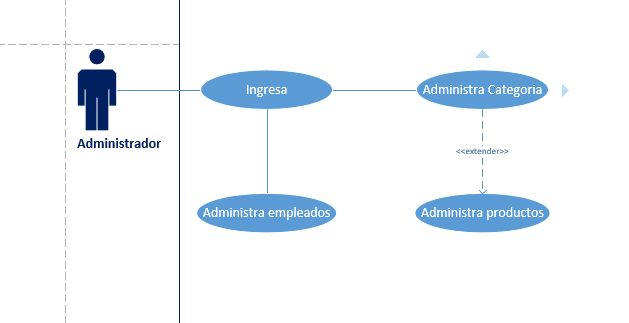 Ingresa
Administra Categoria
Administrador
<<extender>>
Administra empleados
Administra productos